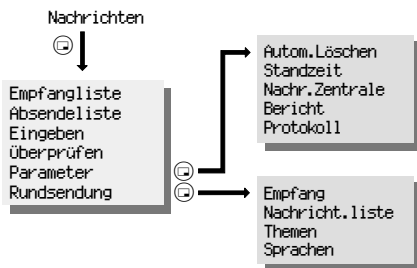 Nachrichten
Empfangliste
Absendeliste
Eingeben
überprüfen
Parameter
Rundsendung
Autom.Löschen
Standzeit
Nachr.Zentrale
Bericht
Protokoll
Empfang
Nachricht.liste
Themen
Sprachen